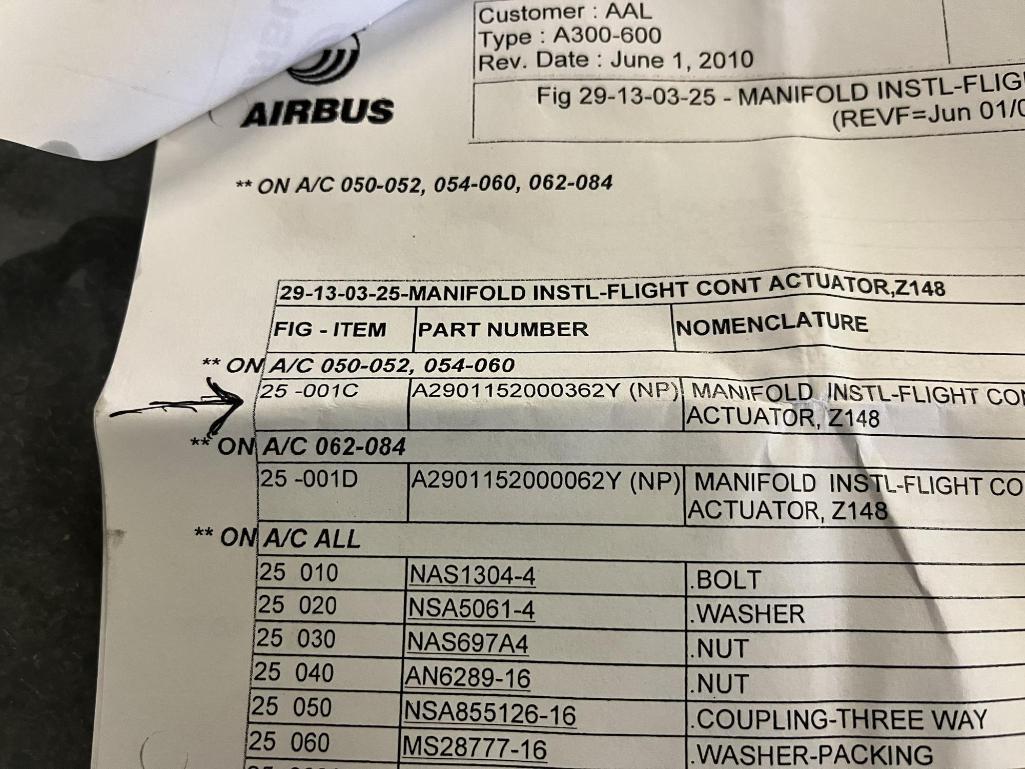 Customer : AAL
Type : A300-600
Rev. Date : June 1, 2010
AIRBUS
Fig 29-13-03-25 - MANIFOLD INSTL-FLIG
(REVF=Jun 01/0
** ON A/C 050-052, 054-060, 062-084
29-13-03-25-MANIFOLD INSTL-FLIGHT CONT ACTUATOR,Z148
FIG - ITEM PART NUMBER NOMENCLATURE
** ON A/C 050-052, 054-060
25 -001C A2901152000362Y (NP) MANIFOLD INSTL-FLIGHT CON
ACTUATOR, Z148
** ON A/C 062-084
25 -001D A2901152000062Y (NP) MANIFOLD INSTL-FLIGHT CO
ACTUATOR, Z148
** ON A/C ALL
25 010 NAS1304-4 .BOLT
25 020 NSA5061-4 .WASHER
25 030 NAS697A4 .NUT
25 040 AN6289-16 .NUT
25 050 NSA855126-16 .COUPLING-THREE WAY
25 060 MS28777-16 .WASHER-PACKING